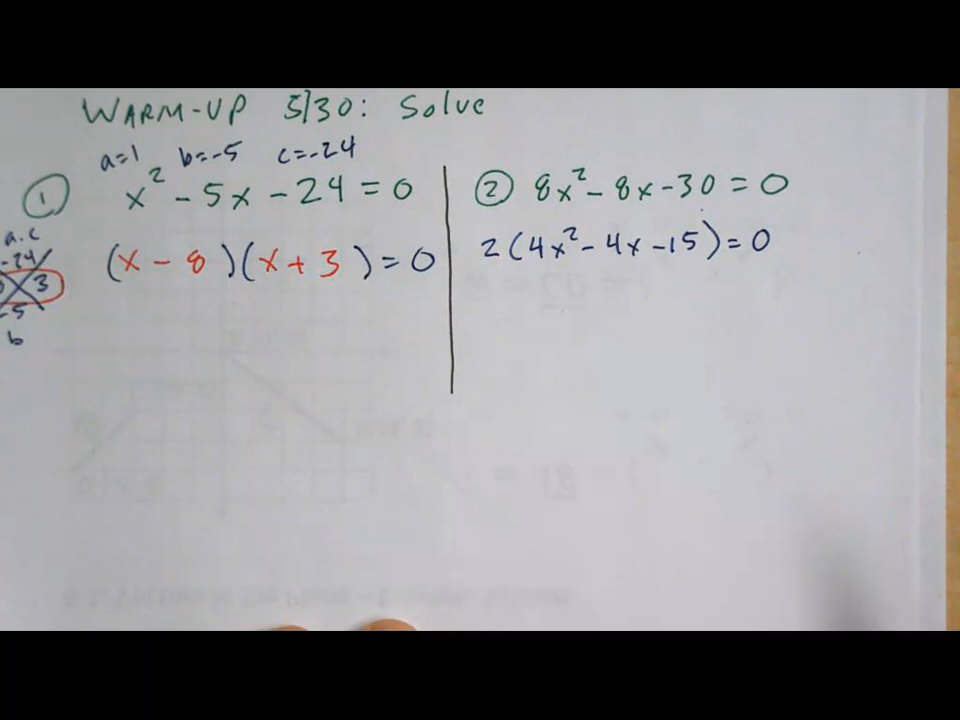 WARM-UP 5/30: Solve
a=1 b=-5 c=-24
① x² - 5x - 24 = 0
(x - 8)(x + 3) = 0
a.c
-24
3
-5
b
② 8x² - 8x - 30 = 0
2(4x² - 4x - 15) = 0